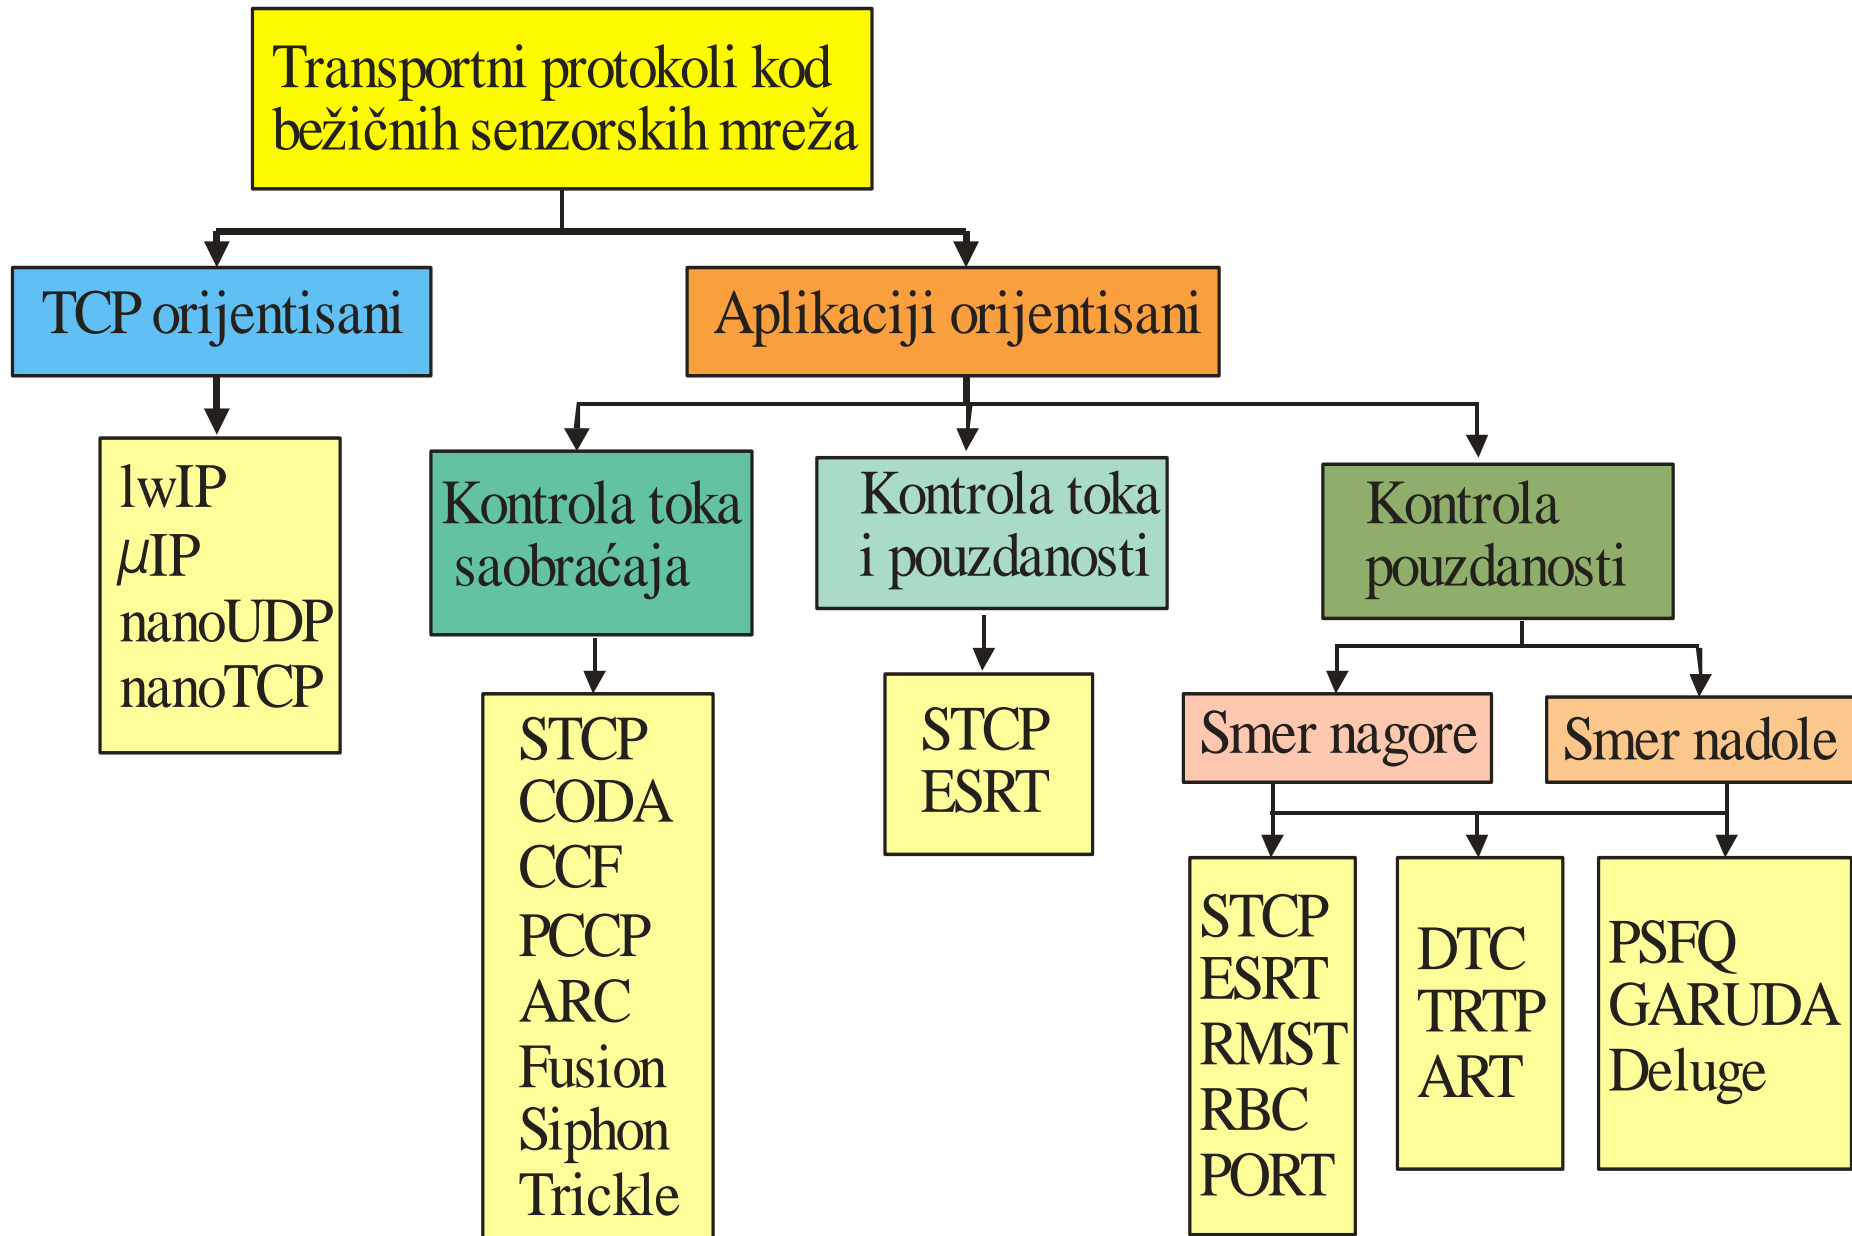 Transportni protokoli kod
bežičnih senzorskih mreža
TCP orijentisani
Aplikaciji orijentisani
lwIP
µIP
nanoUDP
nanoTCP
Kontrola toka
saobraćaja
Kontrola toka
i pouzdanosti
Kontrola
pouzdanosti
STCP
CODA
CCF
PCCP
ARC
Fusion
Siphon
Trickle
STCP
ESRT
Smer nagore
Smer nadole
STCP
ESRT
RMST
RBC
PORT
DTC
TRTP
ART
PSFQ
GARUDA
Deluge